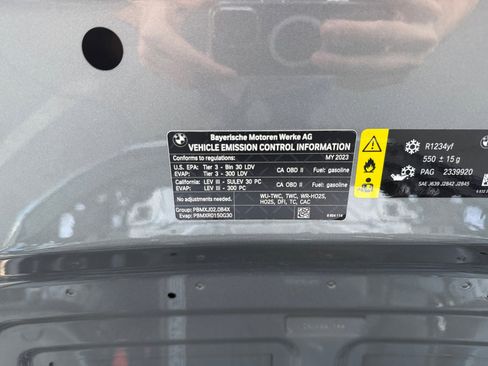 Bayerische Motoren Werke AG
VEHICLE EMISSION CONTROL INFORMATION
Conforms to regulations: MY 2023
U.S. EPA: Tier 3 - Bin 30 LDV CA OBD II Fuel: gasoline
EVAP: Tier 3 - 300 LDV
California: LEV III - SULEV 30 PC CA OBD II Fuel: gasoline
EVAP: LEV III - 300 PC
No adjustments needed. WU-TWC, TWC, WR-HO2S,
HO2S, DFI, TC, CAC
Group: PBMXJ02.0B4X
Evap: PBMXR0150G30
R1234yf
550 ± 15g
PAG 2339920
SAE J639 J2842 J2845